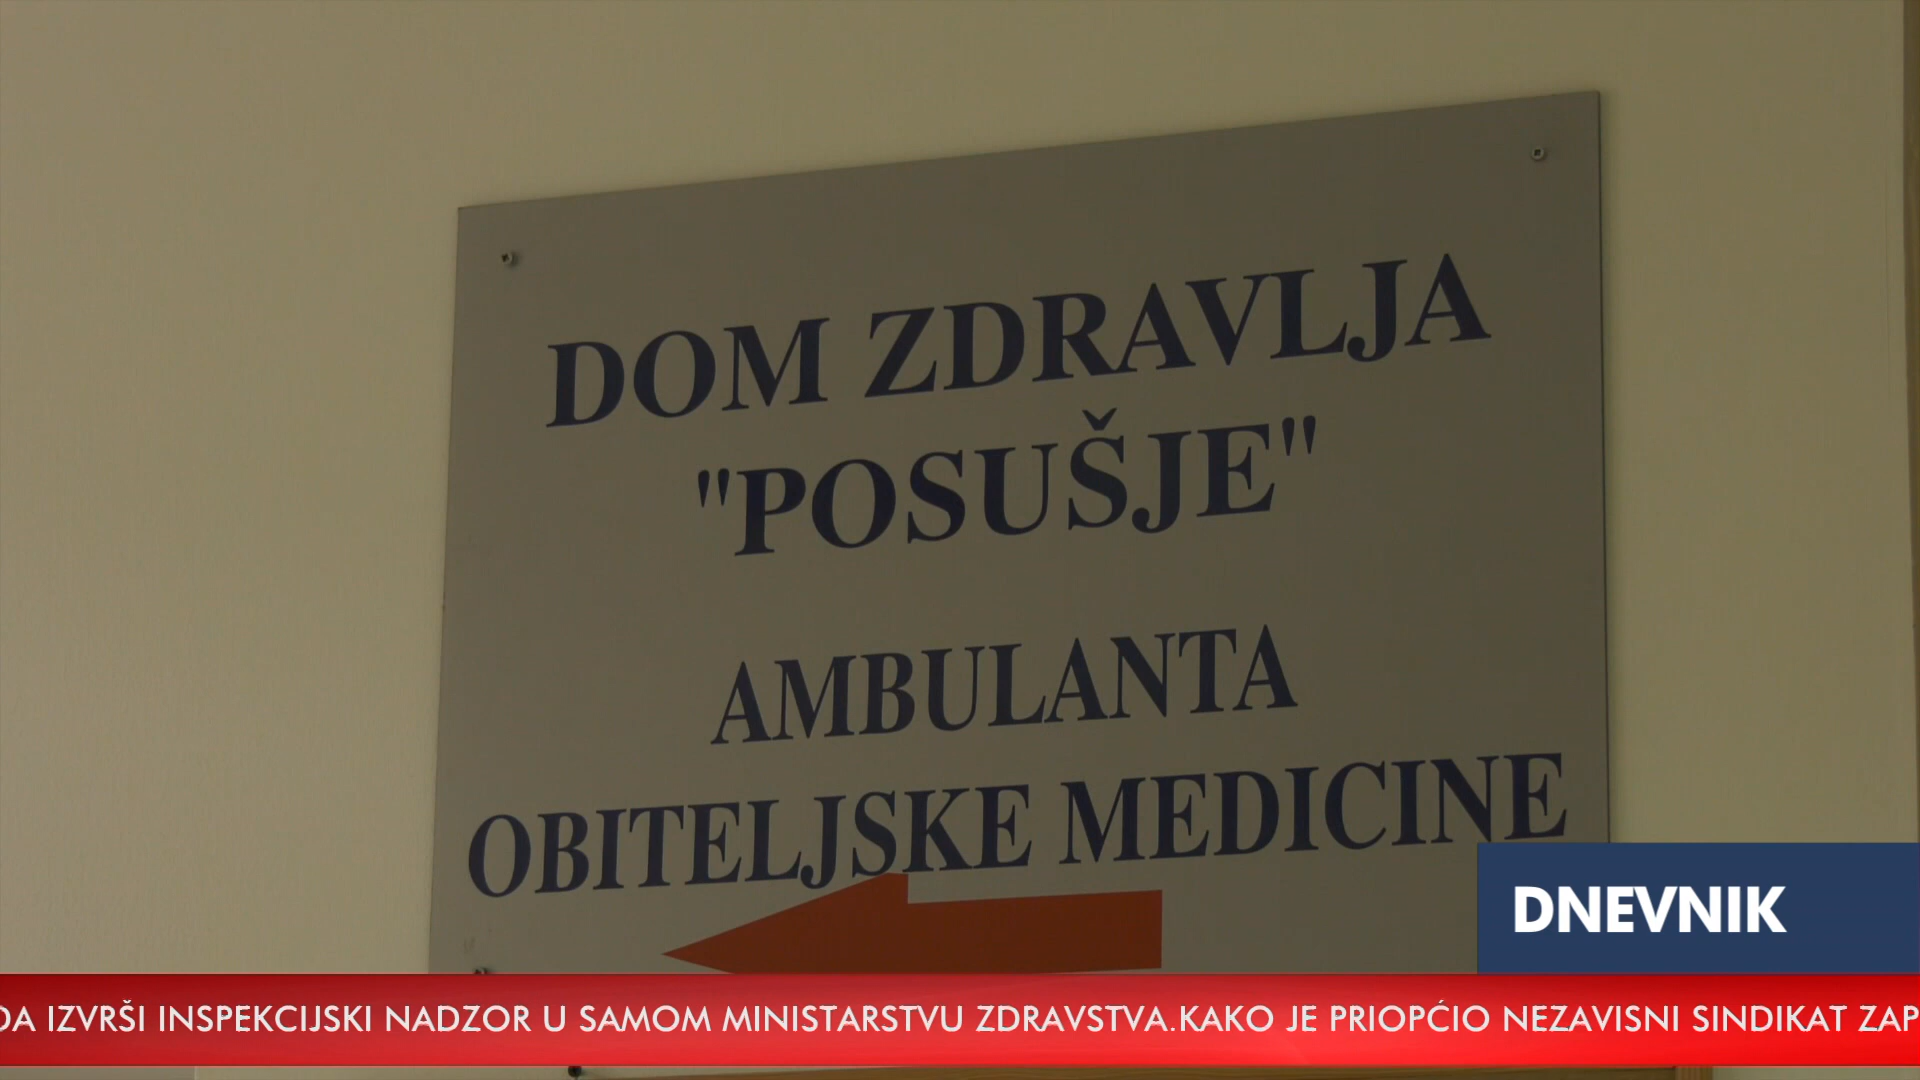 DOM ZDRAVLJA
"POSUŠJE"
AMBULANTA
OBITELJSKE MEDICINE
DNEVNIK
DA IZVRŠI INSPEKCIJSKI NADZOR U SAMOM MINISTARSTVU ZDRAVSTVA.KAKO JE PRIOPĆIO NEZAVISNI SINDIKAT ZAP